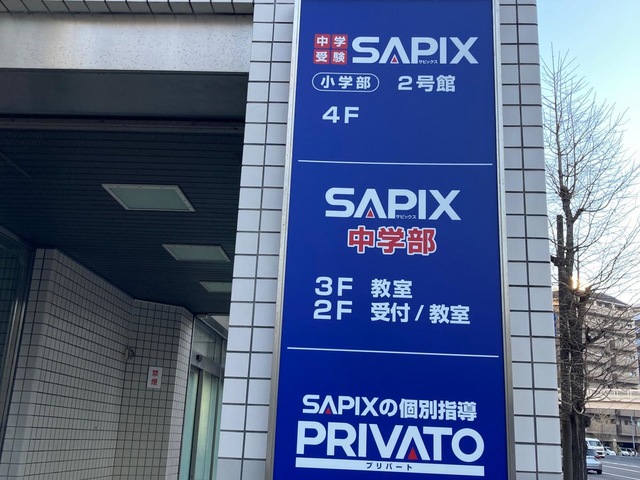 中学
受験
SAPIX
サピックス
小学部 2号館
4F
SAPIX
サピックス
中学部
3F 教室
2F 受付/教室
SAPIXの個別指導
PRIVATO
プリバート
禁煙